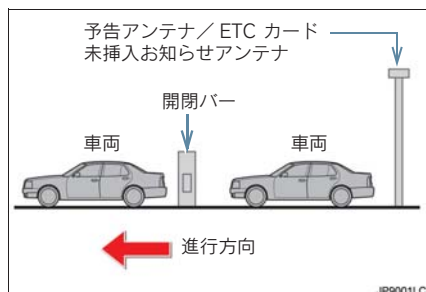 予告アンテナ／ETC カード
未挿入お知らせアンテナ
開閉バー
車両
車両
進行方向
JP9001LC